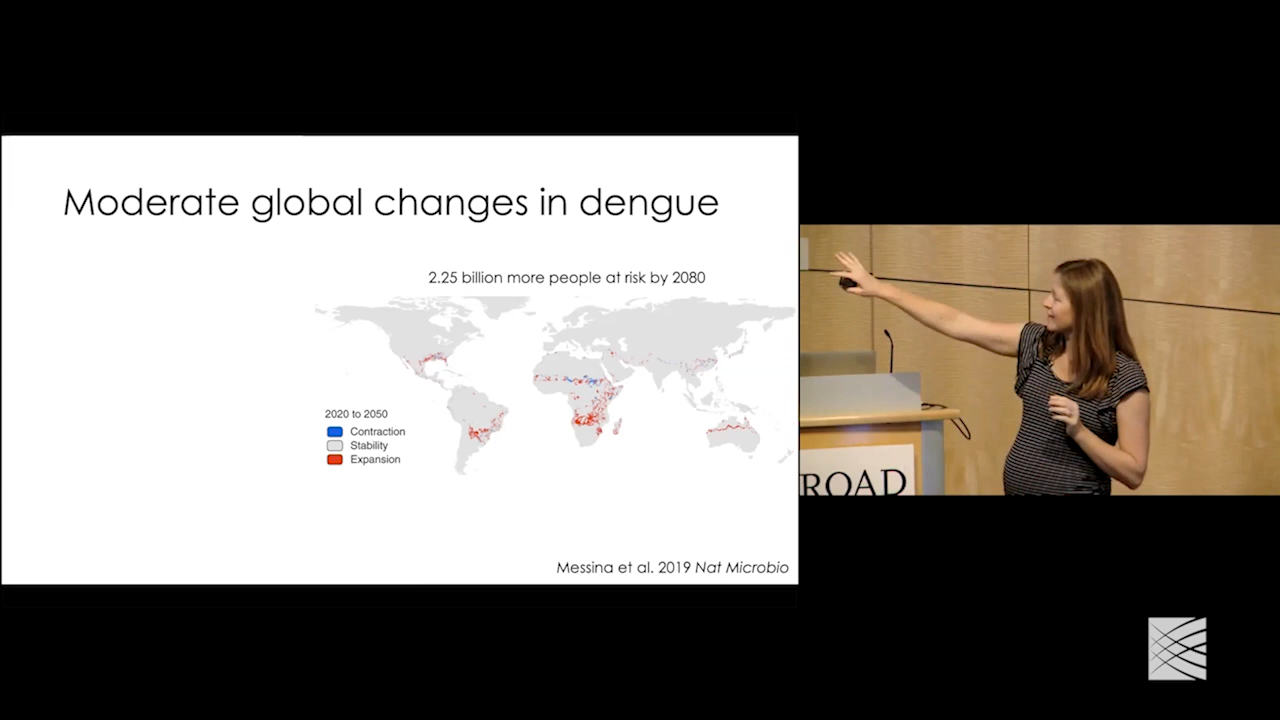 Moderate global changes in dengue
2.25 billion more people at risk by 2080
2020 to 2050
Contraction
Stability
Expansion
Messina et al. 2019 Nat Microbio
ROAD